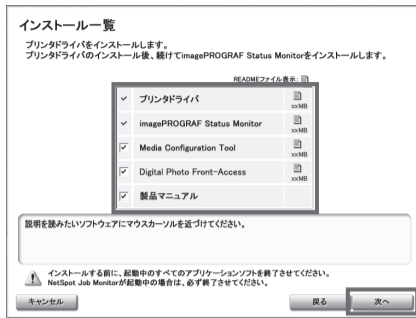 インストール一覧
プリンタドライバをインストールします。
プリンタドライバのインストール後、続けてimagePROGRAF Status Monitorをインストールします。
READMEファイル表示:
プリンタドライバ
xxMB
imagePROGRAF Status Monitor
xxMB
Media Configuration Tool
xxMB
Digital Photo Front-Access
xxMB
製品マニュアル
説明を読みたいソフトウェアにマウスカーソルを近づけてください。
インストールする前に、起動中のすべてのアプリケーションソフトを終了させてください。
NetSpot Job Monitorが起動中の場合は、必ず終了させてください。
キャンセル
戻る
次へ